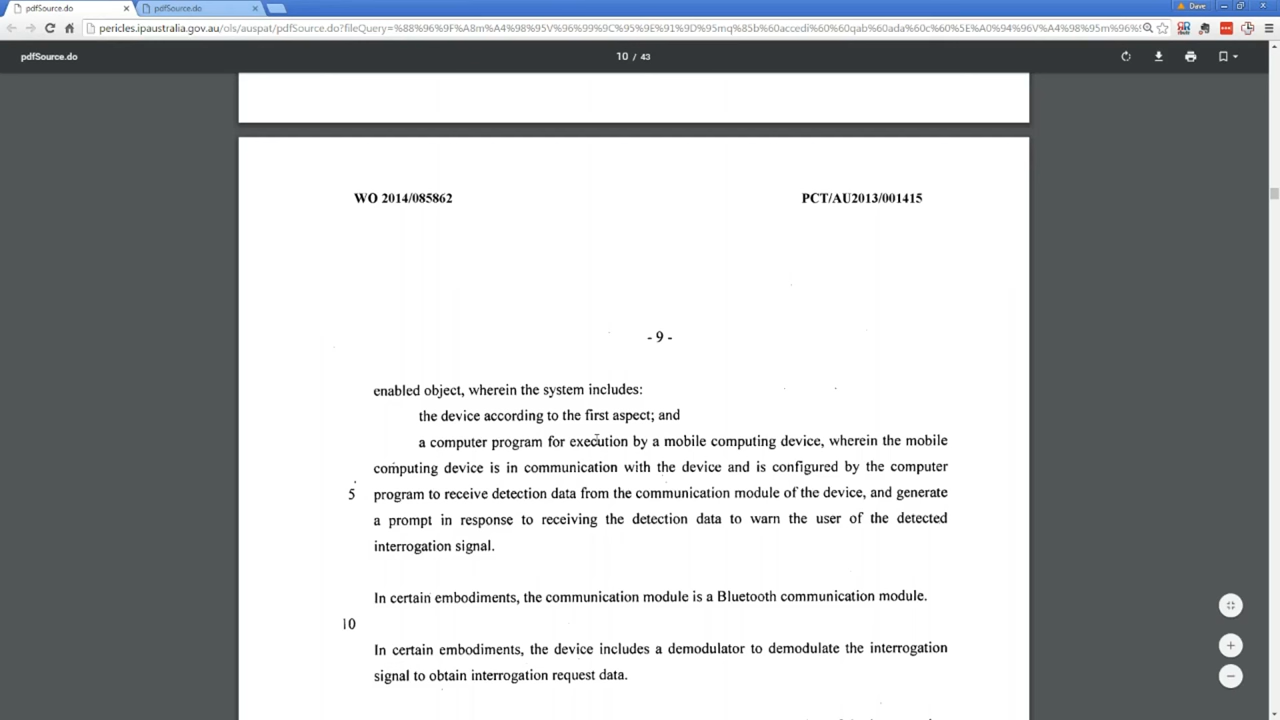 pdfSource.do
pdfSource.do
Dave
pericles.ipaustralia.gov.au/ols/auspat/pdfSource.do?fileQuery=
pdfSource.do
10 / 43
WO 2014/085862
PCT/AU2013/001415
- 9 -
enabled object, wherein the system includes:
the device according to the first aspect; and
a computer program for execution by a mobile computing device, wherein the mobile
computing device is in communication with the device and is configured by the computer
5 program to receive detection data from the communication module of the device, and generate
a prompt in response to receiving the detection data to warn the user of the detected
interrogation signal.
In certain embodiments, the communication module is a Bluetooth communication module.
10
In certain embodiments, the device includes a demodulator to demodulate the interrogation
signal to obtain interrogation request data.